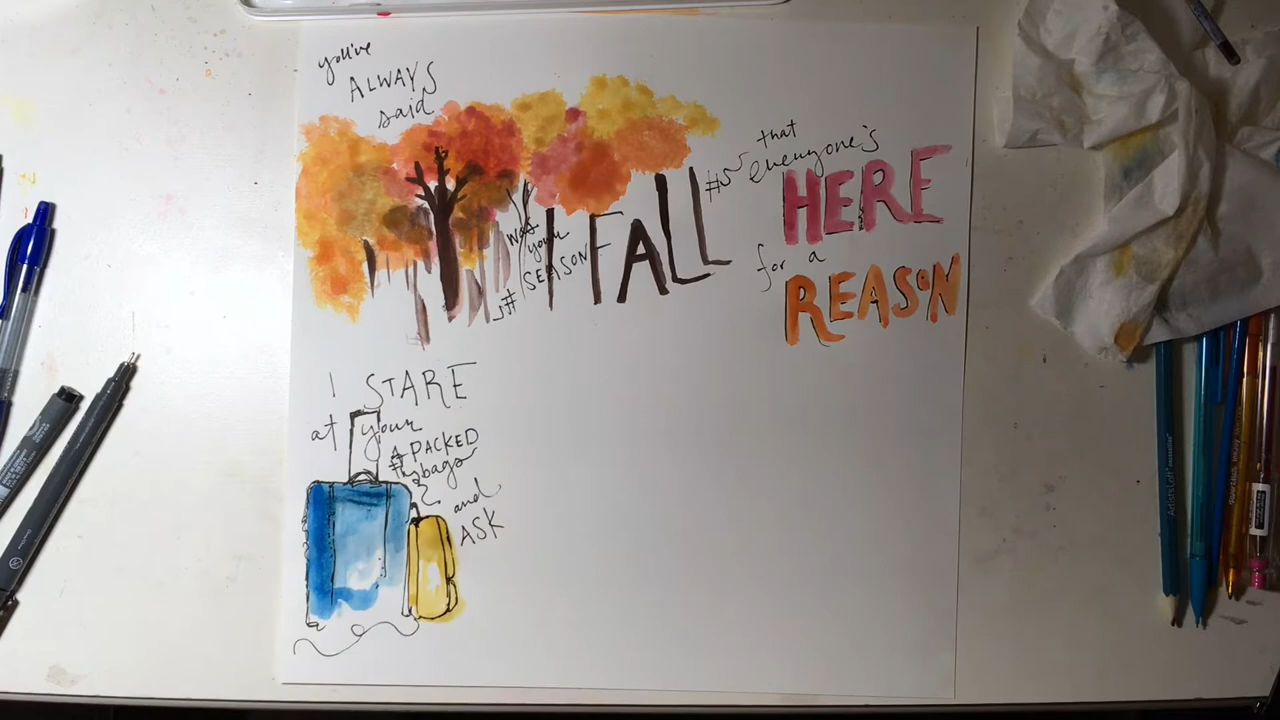 you've
ALWAYS
said
FALL
was
your
SEASON
that
everyone's
HERE
for a
REASON
I STARE
at your
PACKED
bags
and
ASK